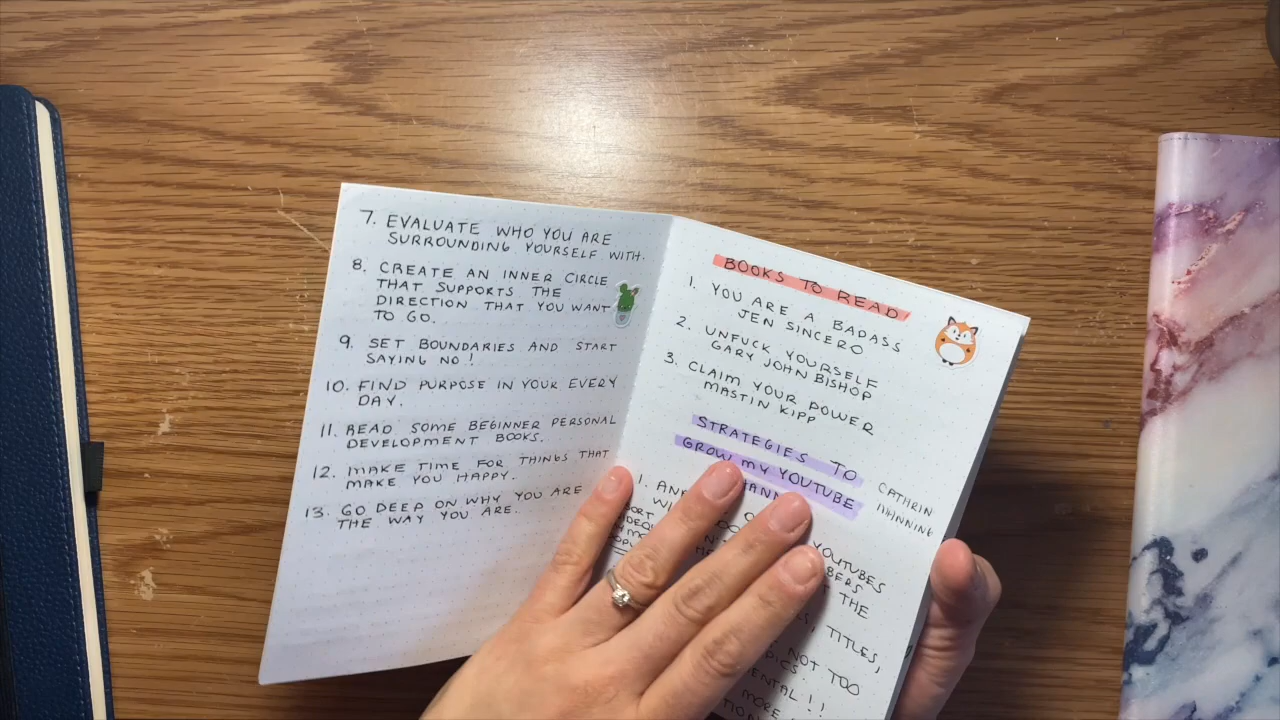 7. EVALUATE WHO YOU ARE
SURROUNDING YOURSELF WITH.
8. CREATE AN INNER CIRCLE
THAT SUPPORTS THE
DIRECTION THAT YOU WANT
TO GO.
9. SET BOUNDARIES AND START
SAYING NO!
10. FIND PURPOSE IN YOUR EVERY
DAY.
11. READ SOME BEGINNER PERSONAL
DEVELOPMENT BOOKS.
12. MAKE TIME FOR THINGS THAT
MAKE YOU HAPPY.
13. GO DEEP ON WHY YOU ARE
THE WAY YOU ARE.
BOOKS TO READ
1. YOU ARE A BADASS
JEN SINCERO
2. UNFUCK YOURSELF
GARY JOHN BISHOP
3. CLAIM YOUR POWER
MASTIN KIPP
STRATEGIES TO
GROW MY YOUTUBE
CATHRIN
MANNING
1.
YOUTUBES
THE
TITLES,
NOT TOO
MORE